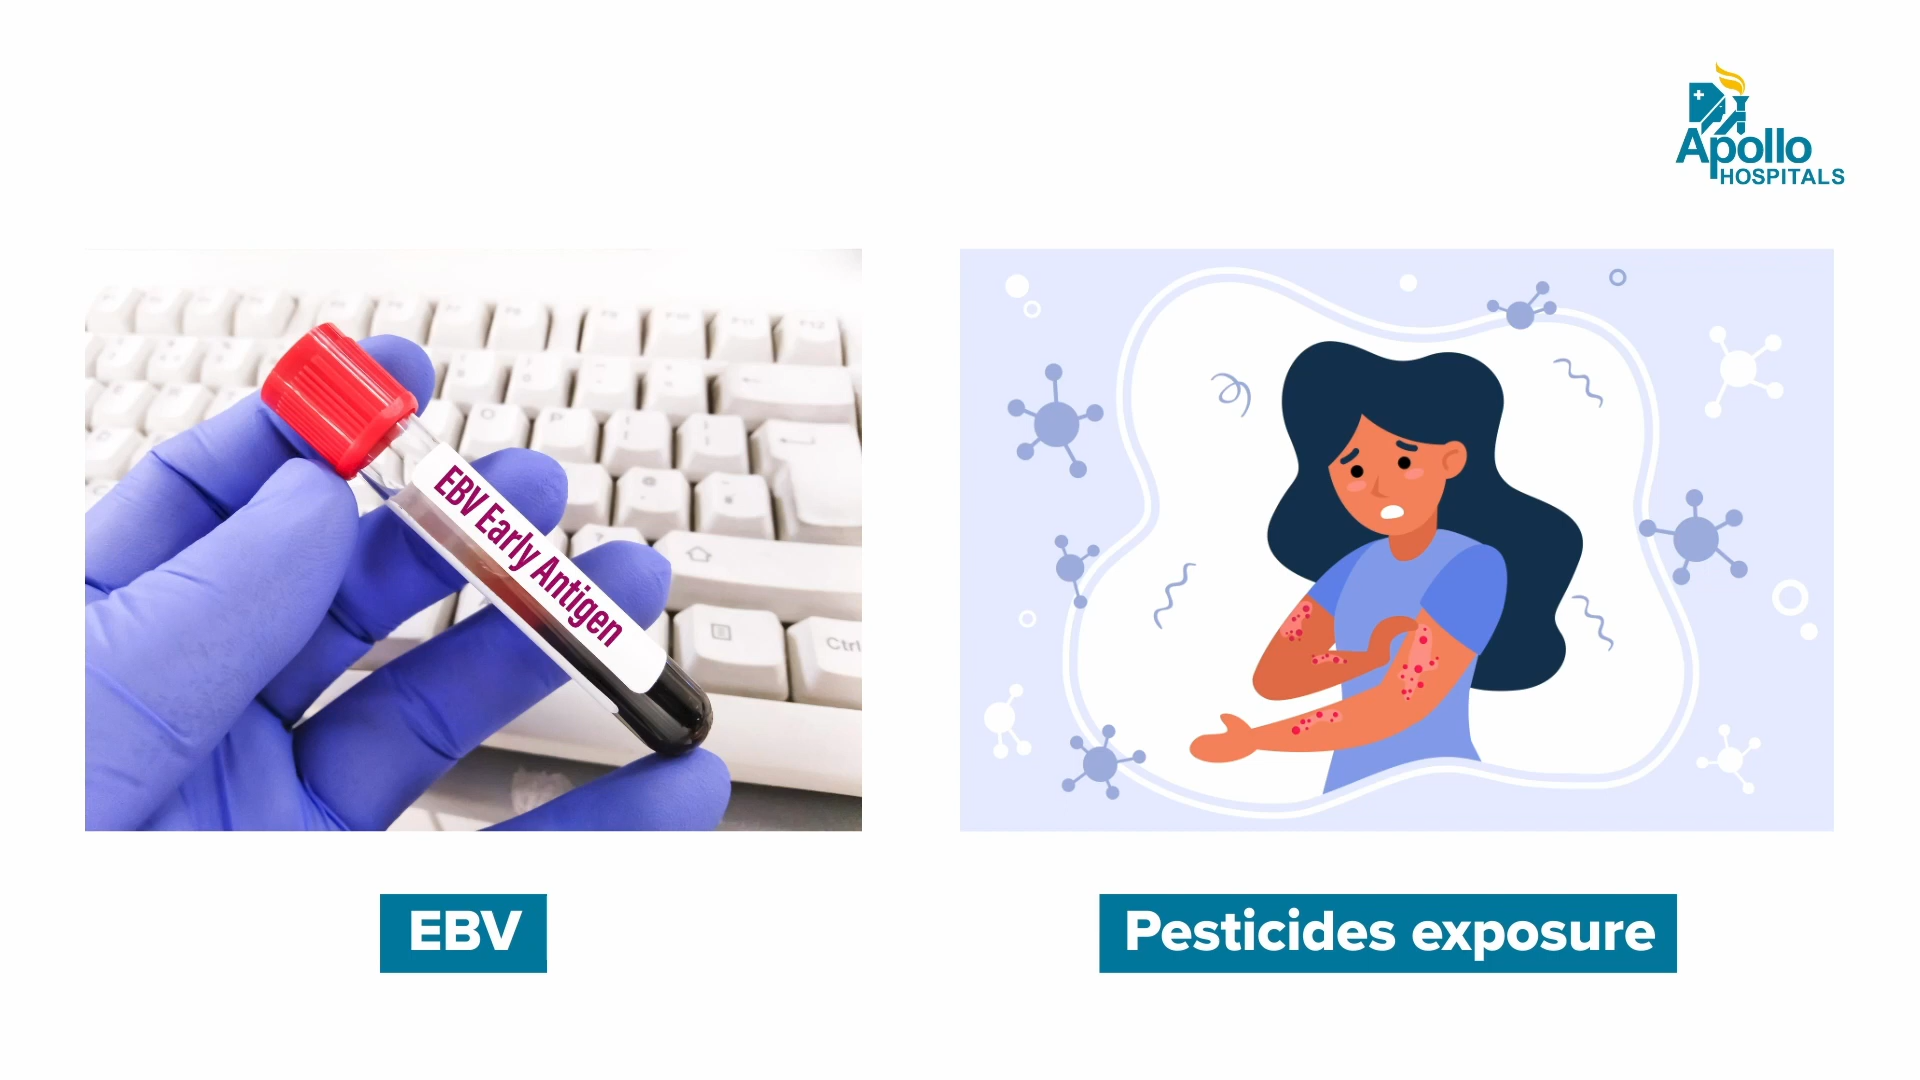 Apollo
HOSPITALS
EBV Early Antigen
Ctrl
EBV
Pesticides exposure